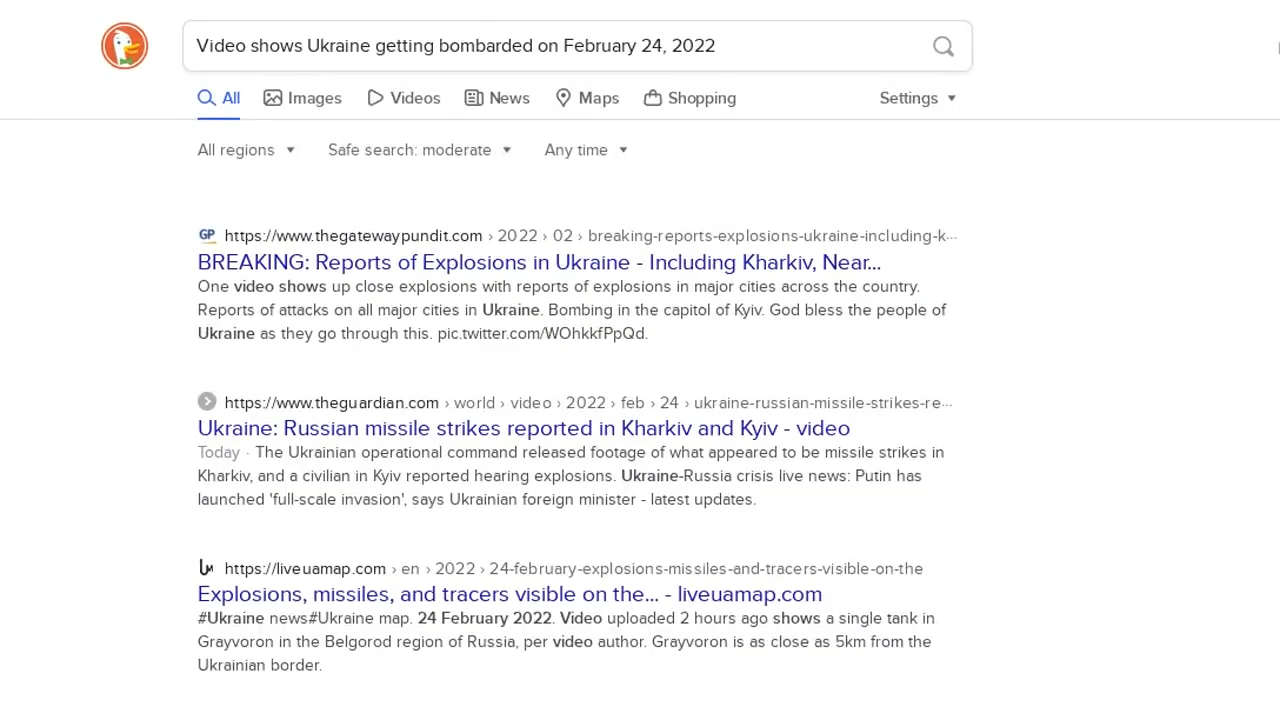 Video shows Ukraine getting bombarded on February 24, 2022
All Images Videos News Maps Shopping Settings
All regions Safe search: moderate Any time
GP https://www.thegatewaypundit.com › 2022 › 02 › breaking-reports-explosions-ukraine-including-k...
BREAKING: Reports of Explosions in Ukraine - Including Kharkiv, Near...
One video shows up close explosions with reports of explosions in major cities across the country.
Reports of attacks on all major cities in Ukraine. Bombing in the capitol of Kyiv. God bless the people of
Ukraine as they go through this. pic.twitter.com/WOhkkfPpQd.
https://www.theguardian.com › world › video › 2022 › feb › 24 › ukraine-russian-missile-strikes-re...
Ukraine: Russian missile strikes reported in Kharkiv and Kyiv - video
Today · The Ukrainian operational command released footage of what appeared to be missile strikes in
Kharkiv, and a civilian in Kyiv reported hearing explosions. Ukraine-Russia crisis live news: Putin has
launched 'full-scale invasion', says Ukrainian foreign minister - latest updates.
https://liveuamap.com › en › 2022 › 24-february-explosions-missiles-and-tracers-visible-on-the
Explosions, missiles, and tracers visible on the... - liveuamap.com
#Ukraine news#Ukraine map. 24 February 2022. Video uploaded 2 hours ago shows a single tank in
Grayvoron in the Belgorod region of Russia, per video author. Grayvoron is as close as 5km from the
Ukrainian border.